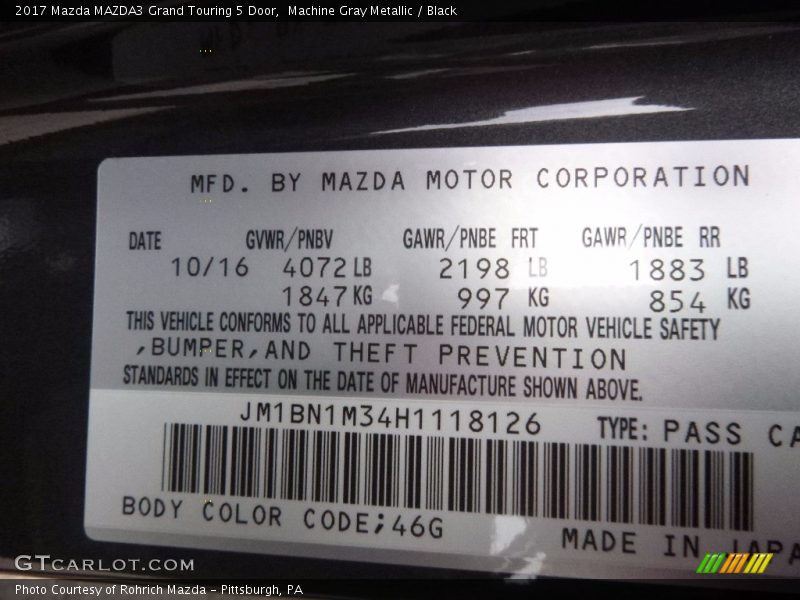 2017 Mazda MAZDA3 Grand Touring 5 Door,  Machine Gray Metallic / Black
MFD. BY MAZDA MOTOR CORPORATION
DATE GVWR/PNBV GAWR/PNBE FRT GAWR/PNBE RR
10/16 4072 LB 2198 LB 1883 LB
1847 KG 997 KG 854 KG
THIS VEHICLE CONFORMS TO ALL APPLICABLE FEDERAL MOTOR VEHICLE SAFETY
,BUMPER,AND THEFT PREVENTION
STANDARDS IN EFFECT ON THE DATE OF MANUFACTURE SHOWN ABOVE.
JM1BN1M34H1118126 TYPE: PASS CA
BODY COLOR CODE;46G
MADE IN JAPA
GTCARLOT.COM
Photo Courtesy of Rohrich Mazda - Pittsburgh, PA